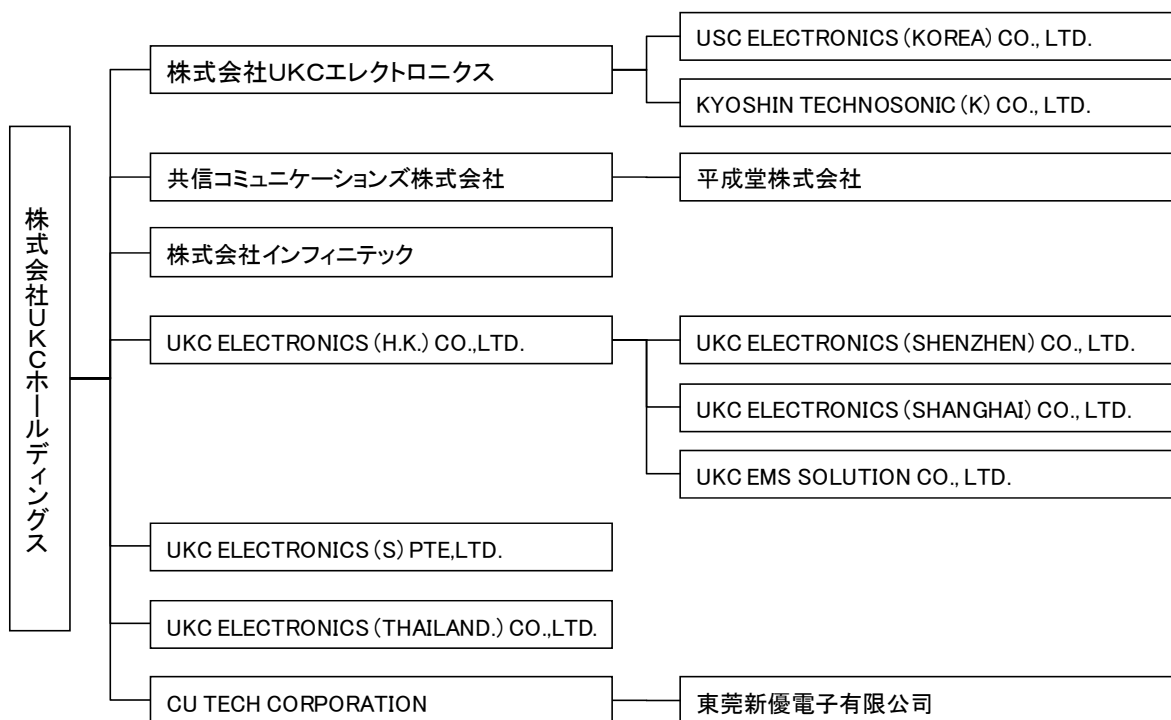 株式会社UKCホールディングス
株式会社UKCエレクトロニクス
USC ELECTRONICS (KOREA) CO., LTD.
KYOSHIN TECHNOSONIC (K) CO., LTD.
共信コミュニケーションズ株式会社
平成堂株式会社
株式会社インフィニテック
UKC ELECTRONICS (H.K.) CO.,LTD.
UKC ELECTRONICS (SHENZHEN) CO., LTD.
UKC ELECTRONICS (SHANGHAI) CO., LTD.
UKC EMS SOLUTION CO., LTD.
UKC ELECTRONICS (S) PTE,LTD.
UKC ELECTRONICS (THAILAND.) CO.,LTD.
CU TECH CORPORATION
東莞新優電子有限公司